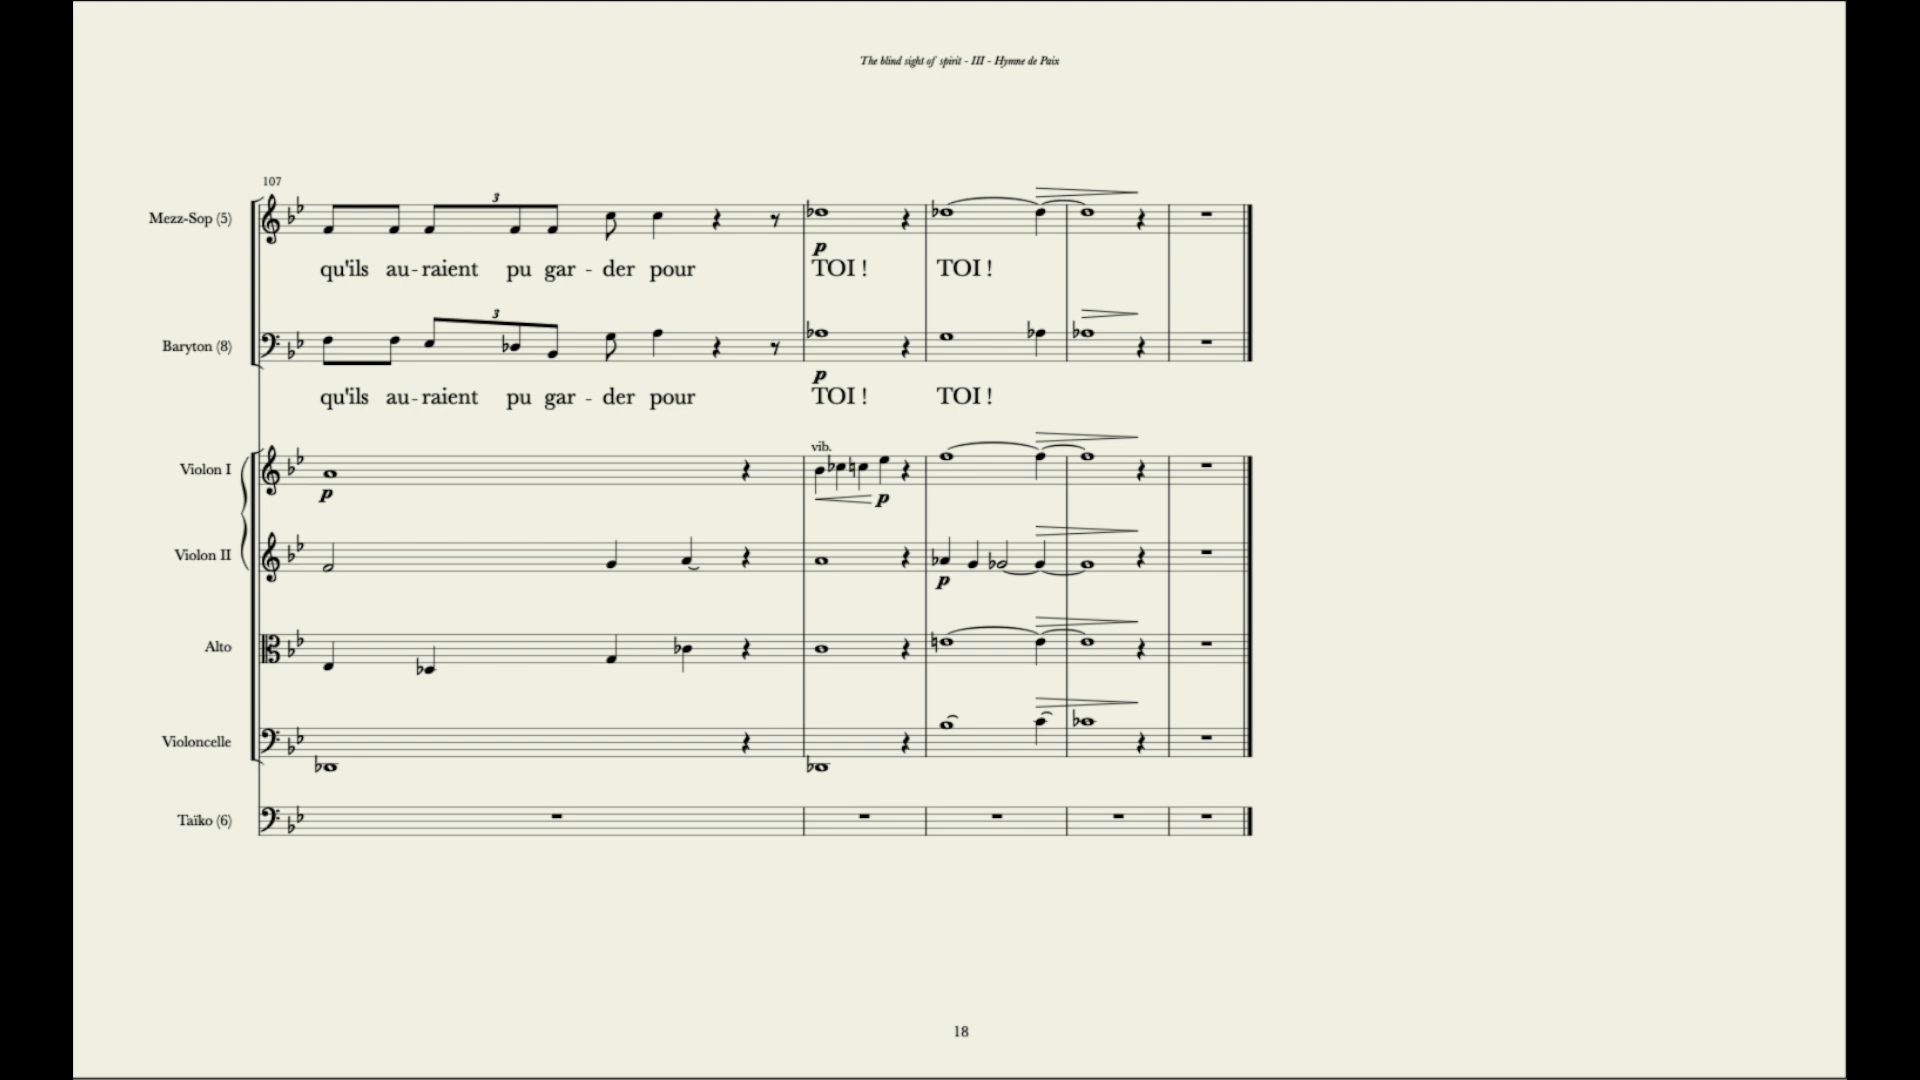 The blind sight of spirit - III - Hymne de Paix
107
3
Mezz-Sop (5)
p
qu'ils au-raient pu gar - der pour TOI ! TOI !
3
Baryton (8)
p
qu'ils au-raient pu gar - der pour TOI ! TOI !
vib.
Violon I
p p
Violon II
p
Alto
Violoncelle
Taïko (6)
18